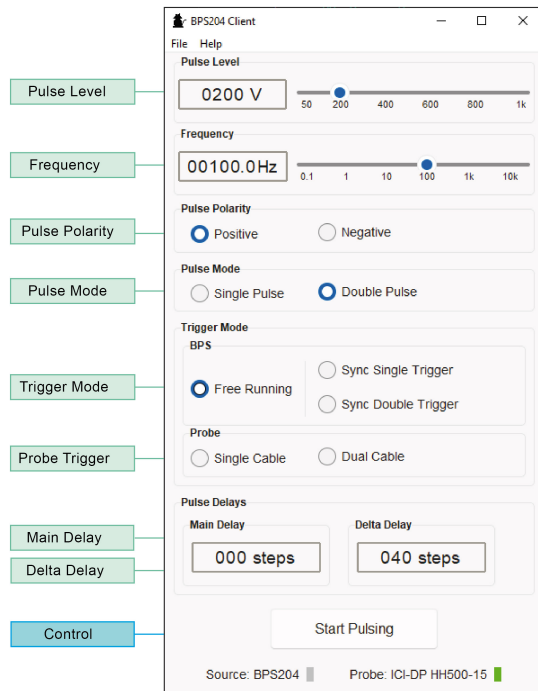 BPS204 Client
File Help
Pulse Level
Pulse Level
0200 V
50 200 400 600 800 1k
Frequency
Frequency
00100.0Hz
0.1 1 10 100 1k 10k
Pulse Polarity
Pulse Polarity
Positive Negative
Pulse Mode
Pulse Mode
Single Pulse Double Pulse
Trigger Mode
Trigger Mode
BPS
Free Running
Sync Single Trigger
Sync Double Trigger
Probe Trigger
Probe
Single Cable Dual Cable
Pulse Delays
Main Delay
Main Delay
000 steps
Delta Delay
Delta Delay
040 steps
Control
Start Pulsing
Source: BPS204 Probe: ICI-DP HH500-15